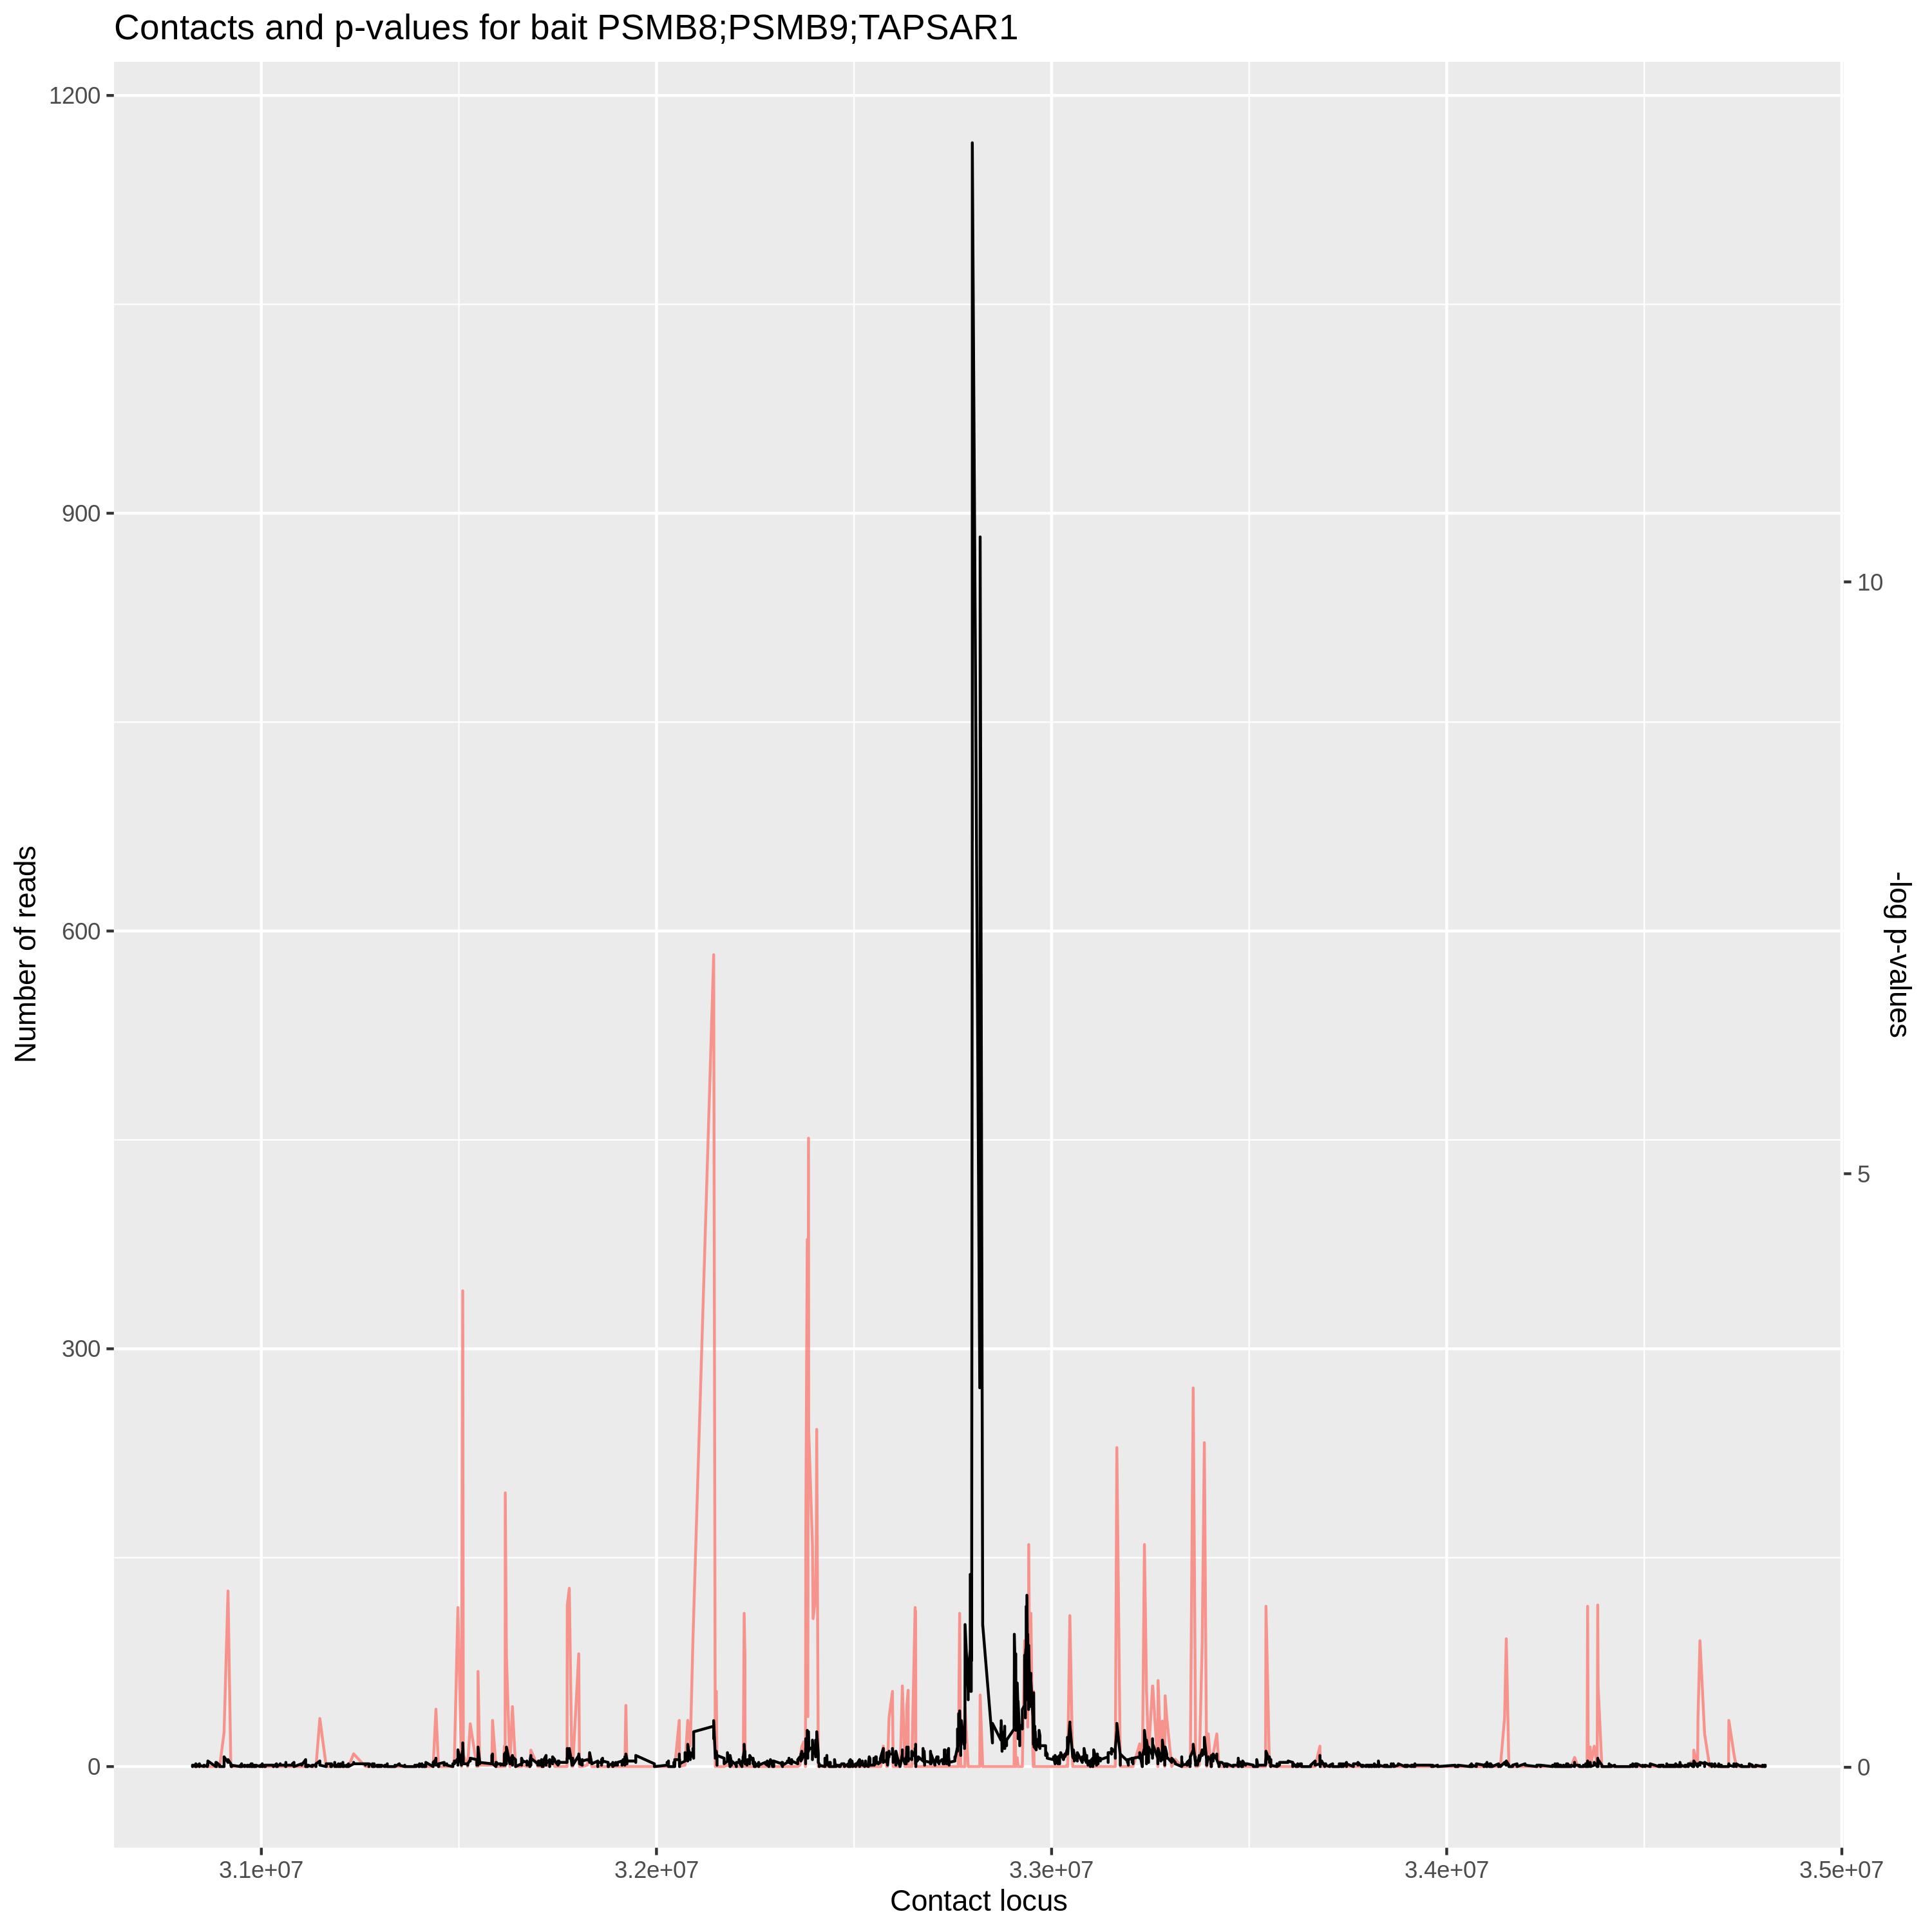 Contacts and p-values for bait PSMB8;PSMB9;TAPSAR1
1200
900
600
300
0
Number of reads
10
5
0
-log p-values
3.1e+07 3.2e+07 3.3e+07 3.4e+07 3.5e+07
Contact locus